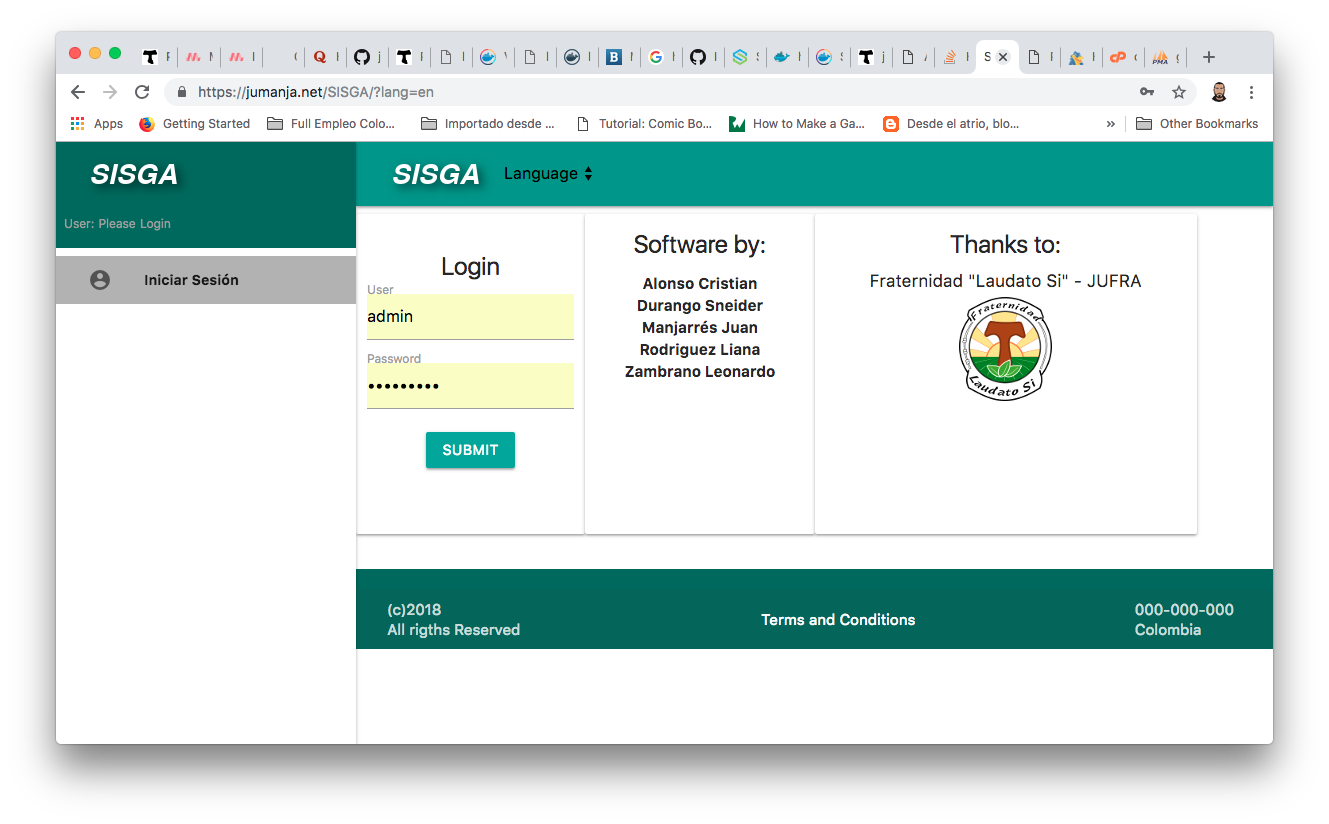 https://jumanja.net/SISGA/?lang=en
Apps
Getting Started
Full Empleo Colo...
Importado desde ...
Tutorial: Comic Bo...
How to Make a Ga...
Desde el atrio, blo...
»
Other Bookmarks
SISGA
User: Please Login
Iniciar Sesión
SISGA
Language
Login
User
admin
Password
•••••••••
SUBMIT
Software by:
Alonso Cristian
Durango Sneider
Manjarrés Juan
Rodriguez Liana
Zambrano Leonardo
Thanks to:
Fraternidad "Laudato Si" - JUFRA
Fraternidad
Laudato Si
(c)2018
All rigths Reserved
Terms and Conditions
000-000-000
Colombia